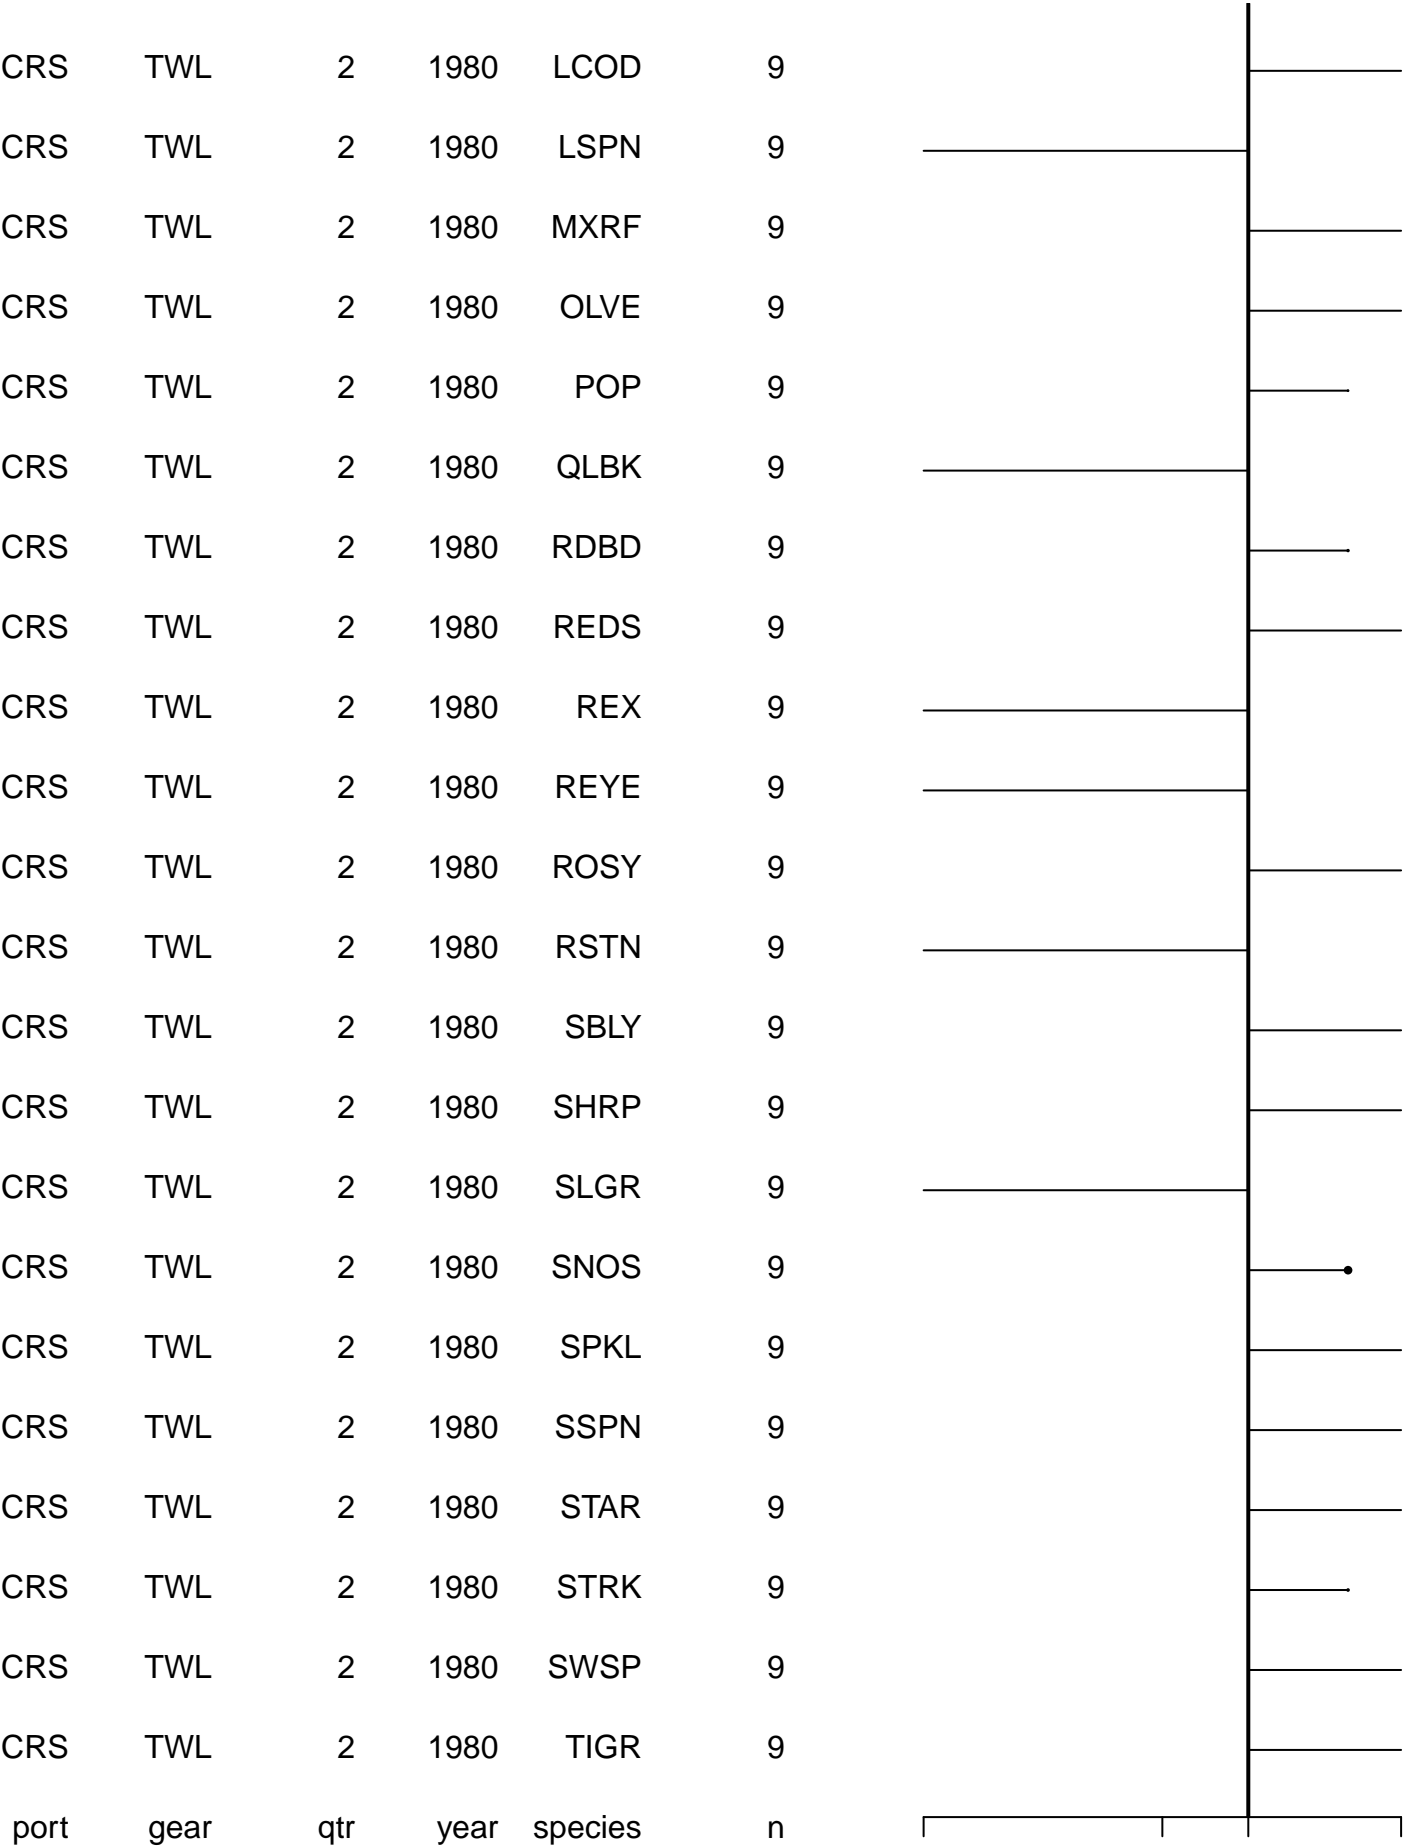 CRS TWL 2 1980 LCOD 9
CRS TWL 2 1980 LSPN 9
CRS TWL 2 1980 MXRF 9
CRS TWL 2 1980 OLVE 9
CRS TWL 2 1980 POP 9
CRS TWL 2 1980 QLBK 9
CRS TWL 2 1980 RDBD 9
CRS TWL 2 1980 REDS 9
CRS TWL 2 1980 REX 9
CRS TWL 2 1980 REYE 9
CRS TWL 2 1980 ROSY 9
CRS TWL 2 1980 RSTN 9
CRS TWL 2 1980 SBLY 9
CRS TWL 2 1980 SHRP 9
CRS TWL 2 1980 SLGR 9
CRS TWL 2 1980 SNOS 9
CRS TWL 2 1980 SPKL 9
CRS TWL 2 1980 SSPN 9
CRS TWL 2 1980 STAR 9
CRS TWL 2 1980 STRK 9
CRS TWL 2 1980 SWSP 9
CRS TWL 2 1980 TIGR 9
port gear qtr year species n